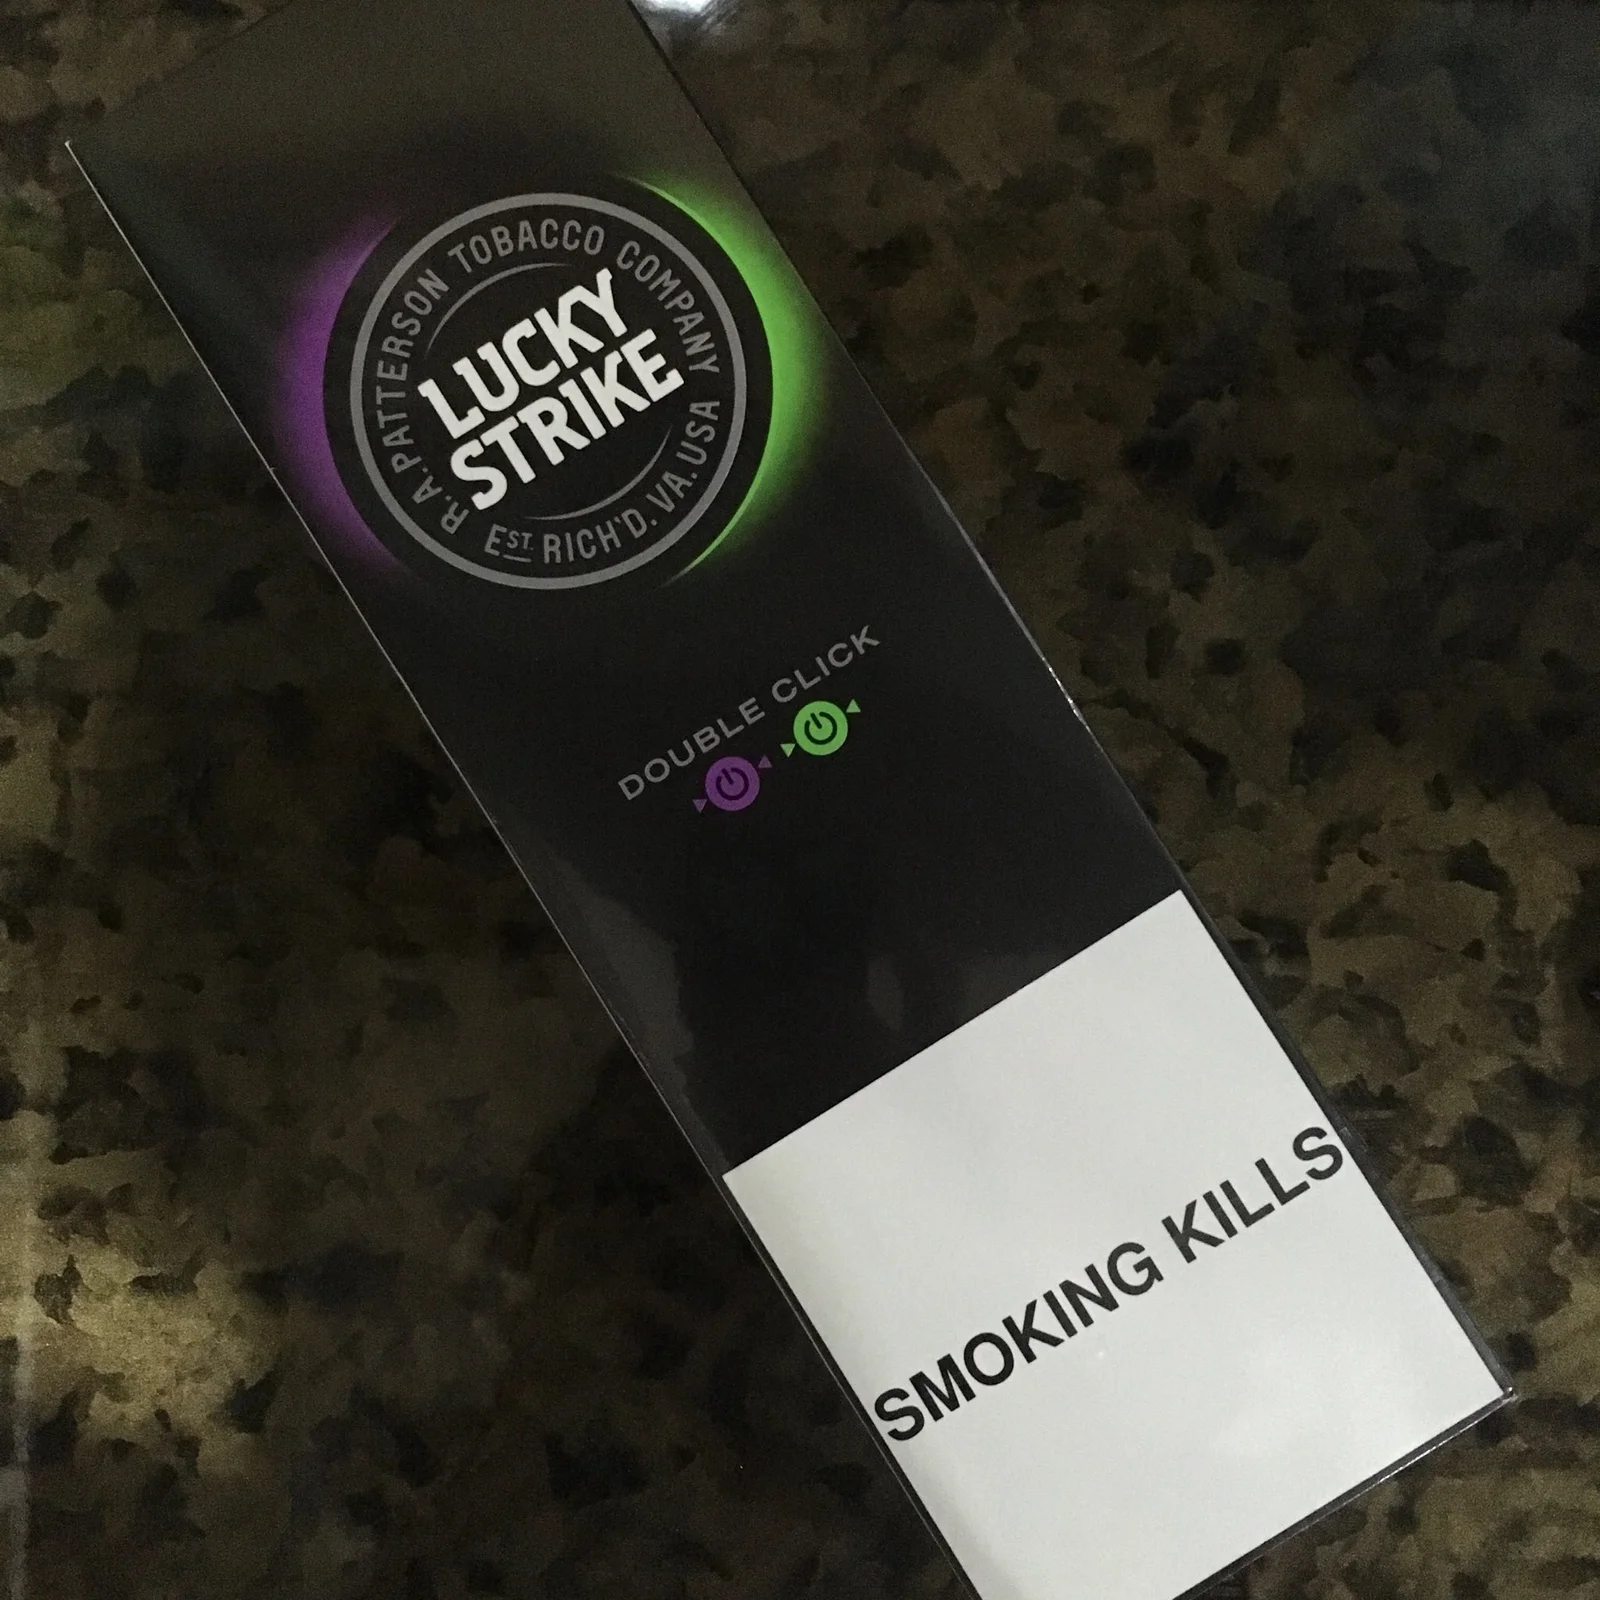 R.A. PATTERSON TOBACCO COMPANY
LUCKY
STRIKE
EST. RICH'D. VA. USA
DOUBLE CLICK
SMOKING KILLS